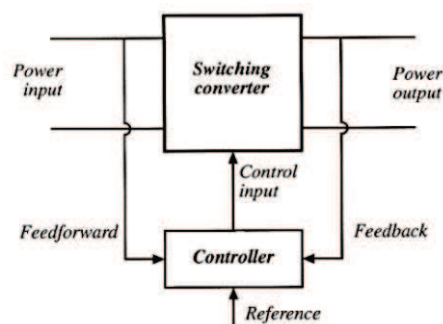 Power
input
Switching
converter
Power
output
Control
input
Feedforward
Controller
Feedback
Reference